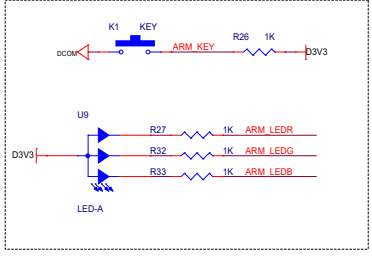 K1 KEY
R26 1K
DCOM ARM_KEY D3V3
U9
R27 1K ARM_LEDR
D3V3 R32 1K ARM_LEDG
R33 1K ARM_LEDB
LED-A